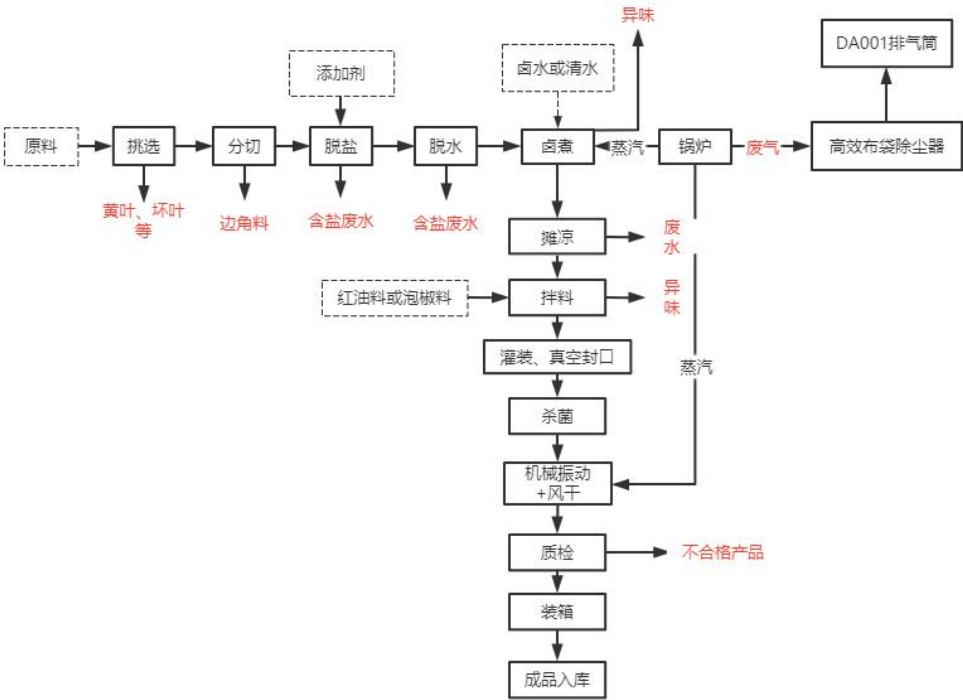 异味
DA001排气筒
添加剂
卤水或清水
原料
挑选
分切
脱盐
脱水
卤煮
蒸汽
锅炉
废气
高效布袋除尘器
黄叶、坏叶
等
边角料
含盐废水
含盐废水
摊凉
废
水
红油料或泡椒料
拌料
异
味
灌装、真空封口
蒸汽
杀菌
机械振动
+风干
质检
不合格产品
装箱
成品入库